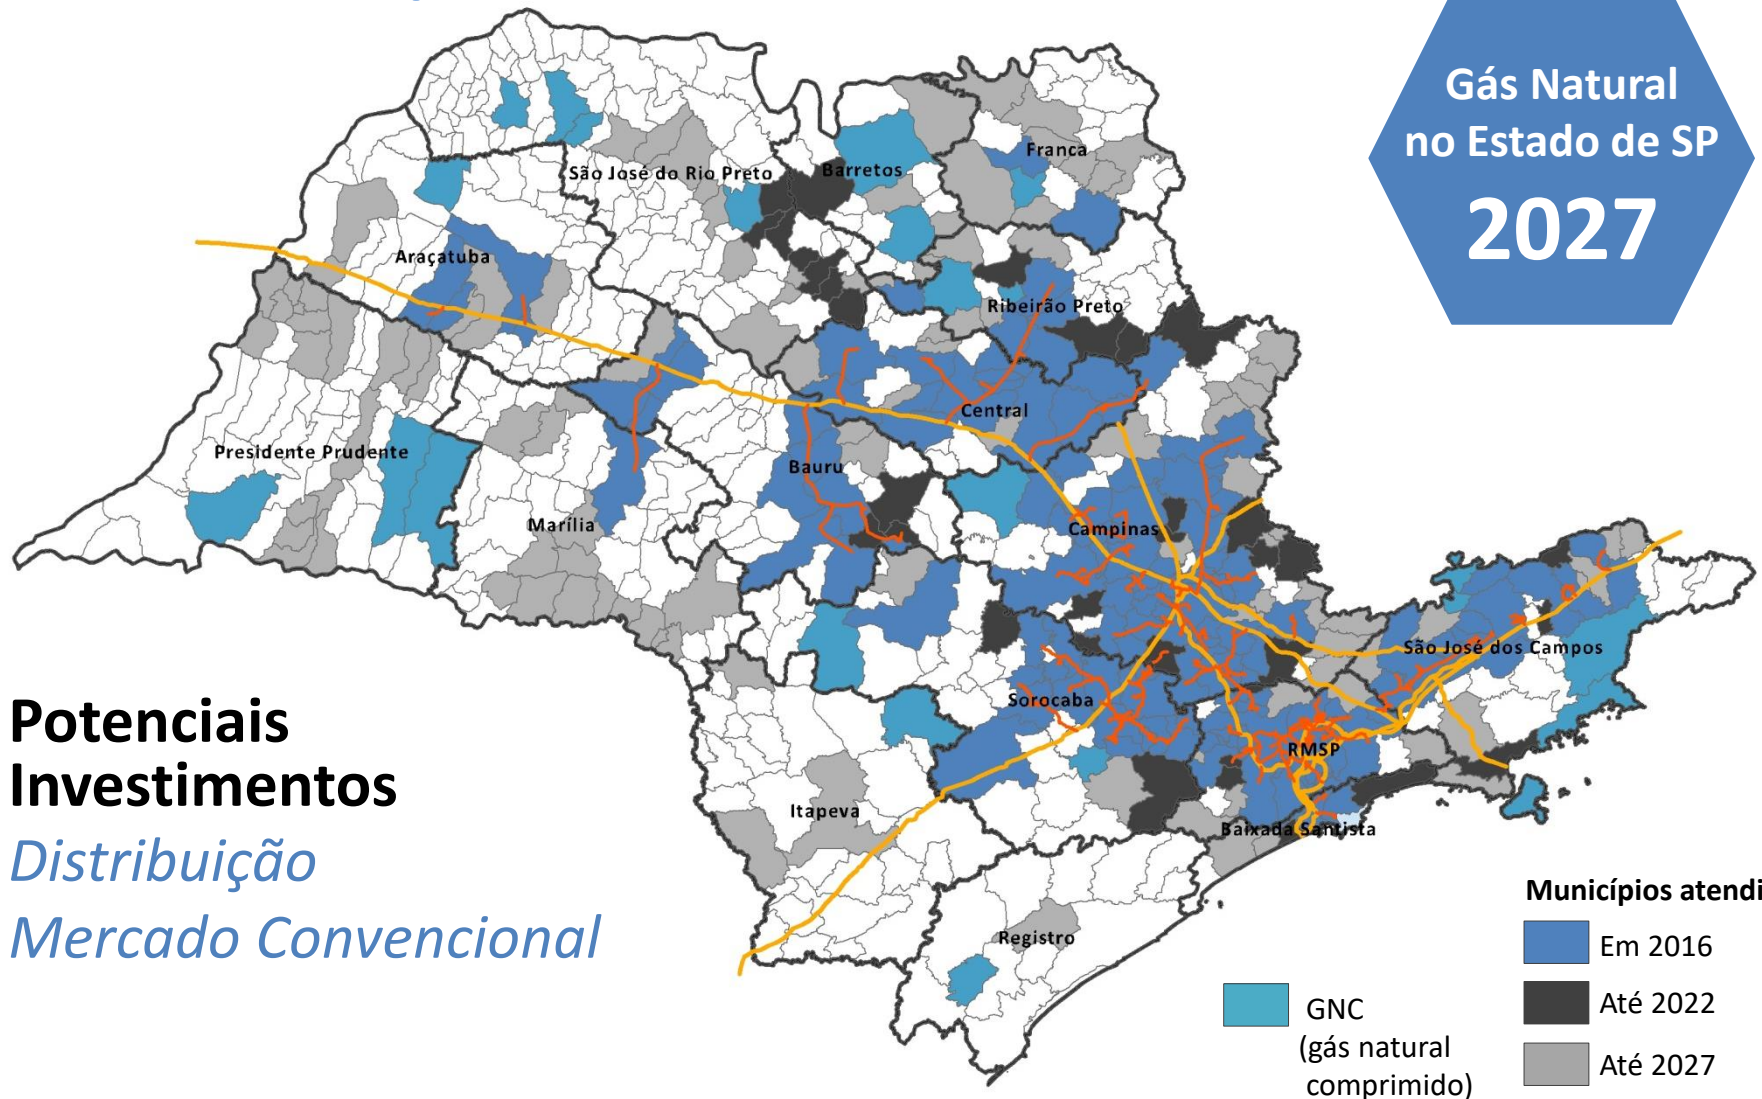 Gás Natural
no Estado de SP
2027
Franca
São José do Rio Preto
Barretos
Araçatuba
Ribeirão Preto
Central
Presidente Prudente
Bauru
Marília
Campinas
São José dos Campos
Sorocaba
RMSP
Itapeva
Baixada Santista
Registro
Potenciais
Investimentos
Distribuição
Mercado Convencional
Municípios atendi
Em 2016
Até 2022
Até 2027
GNC
(gás natural
comprimido)